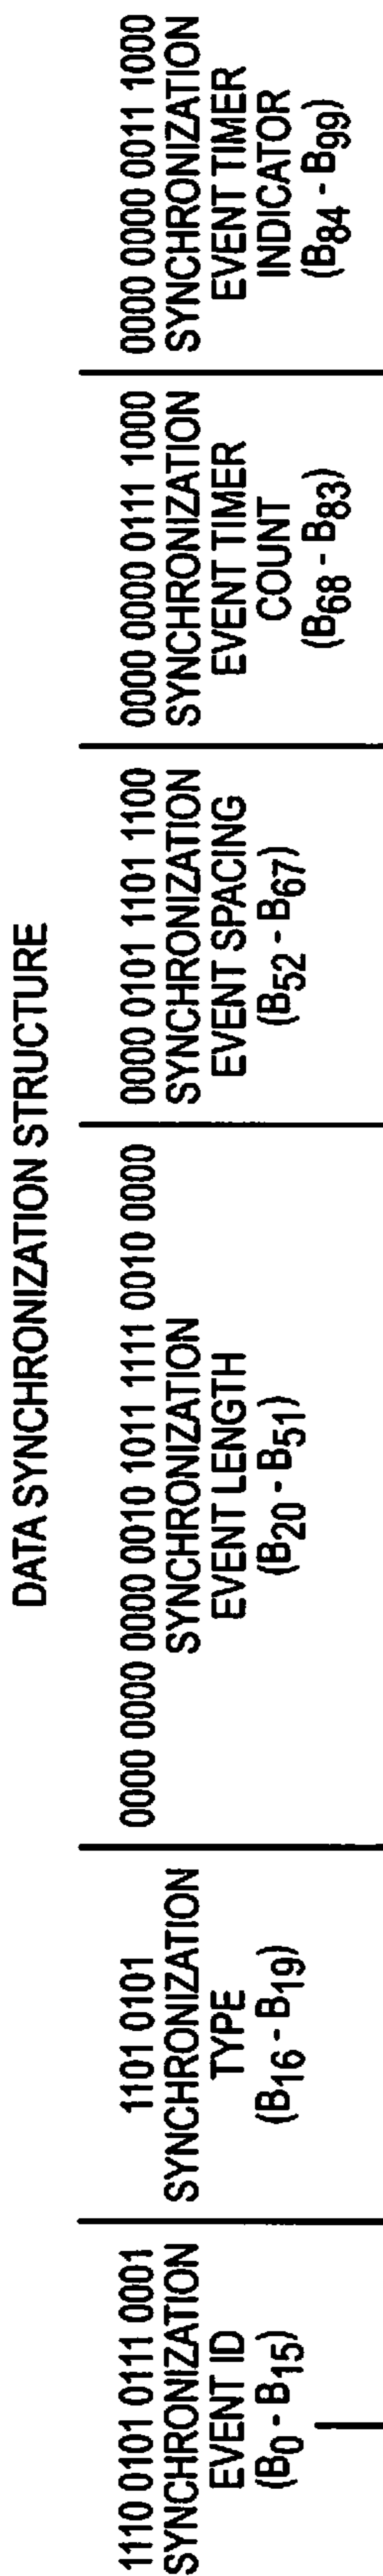 DATA SYNCHRONIZATION STRUCTURE
1110 0101 0111 0001
SYNCHRONIZATION
EVENT ID
(B0 - B15)
1101 0101
SYNCHRONIZATION
TYPE
(B16 - B19)
0000 0000 0000 0010 1011 1111 0010 0000
SYNCHRONIZATION
EVENT LENGTH
(B20 - B51)
0000 0101 1101 1100
SYNCHRONIZATION
EVENT SPACING
(B52 - B67)
0000 0000 0111 1000
SYNCHRONIZATION
EVENT TIMER
COUNT
(B68 - B83)
0000 0000 0011 1000
SYNCHRONIZATION
EVENT TIMER
INDICATOR
(B84 - B99)